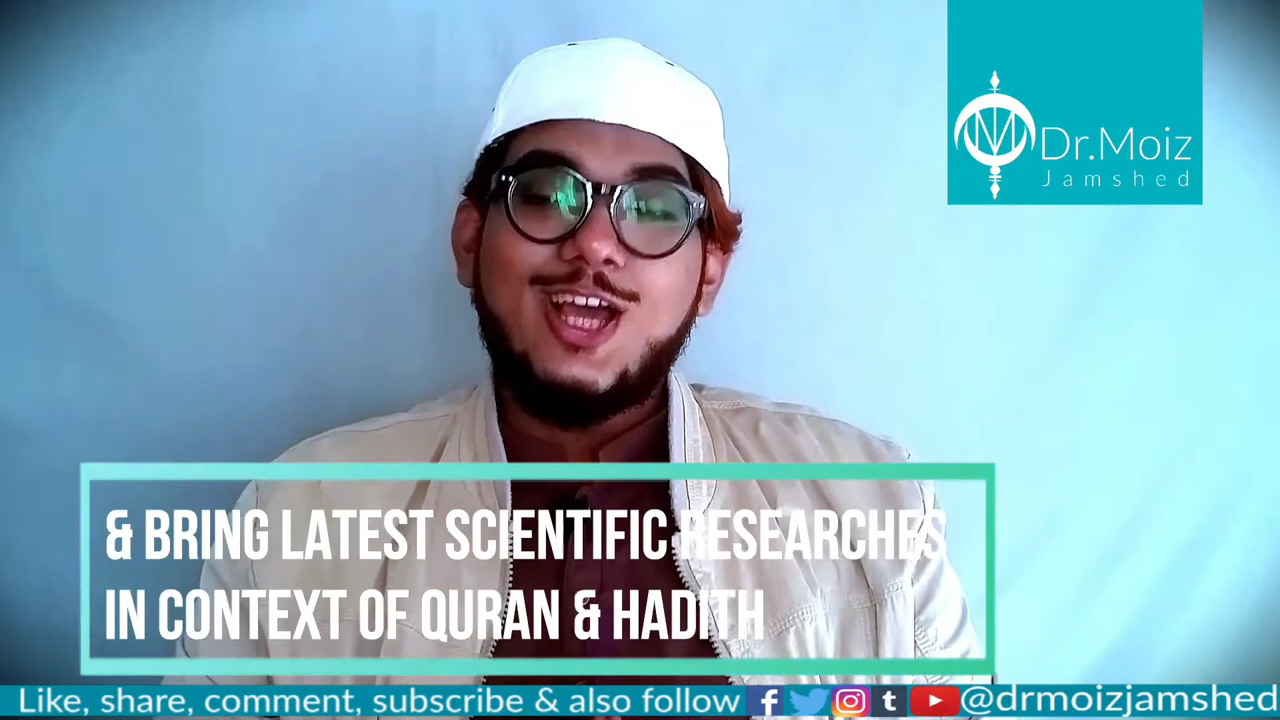 Dr.Moiz
Jamshed
& BRING LATEST SCIENTIFIC RESEARCHES
IN CONTEXT OF QURAN & HADITH
Like, share, comment, subscribe & also follow @drmoizjamshed